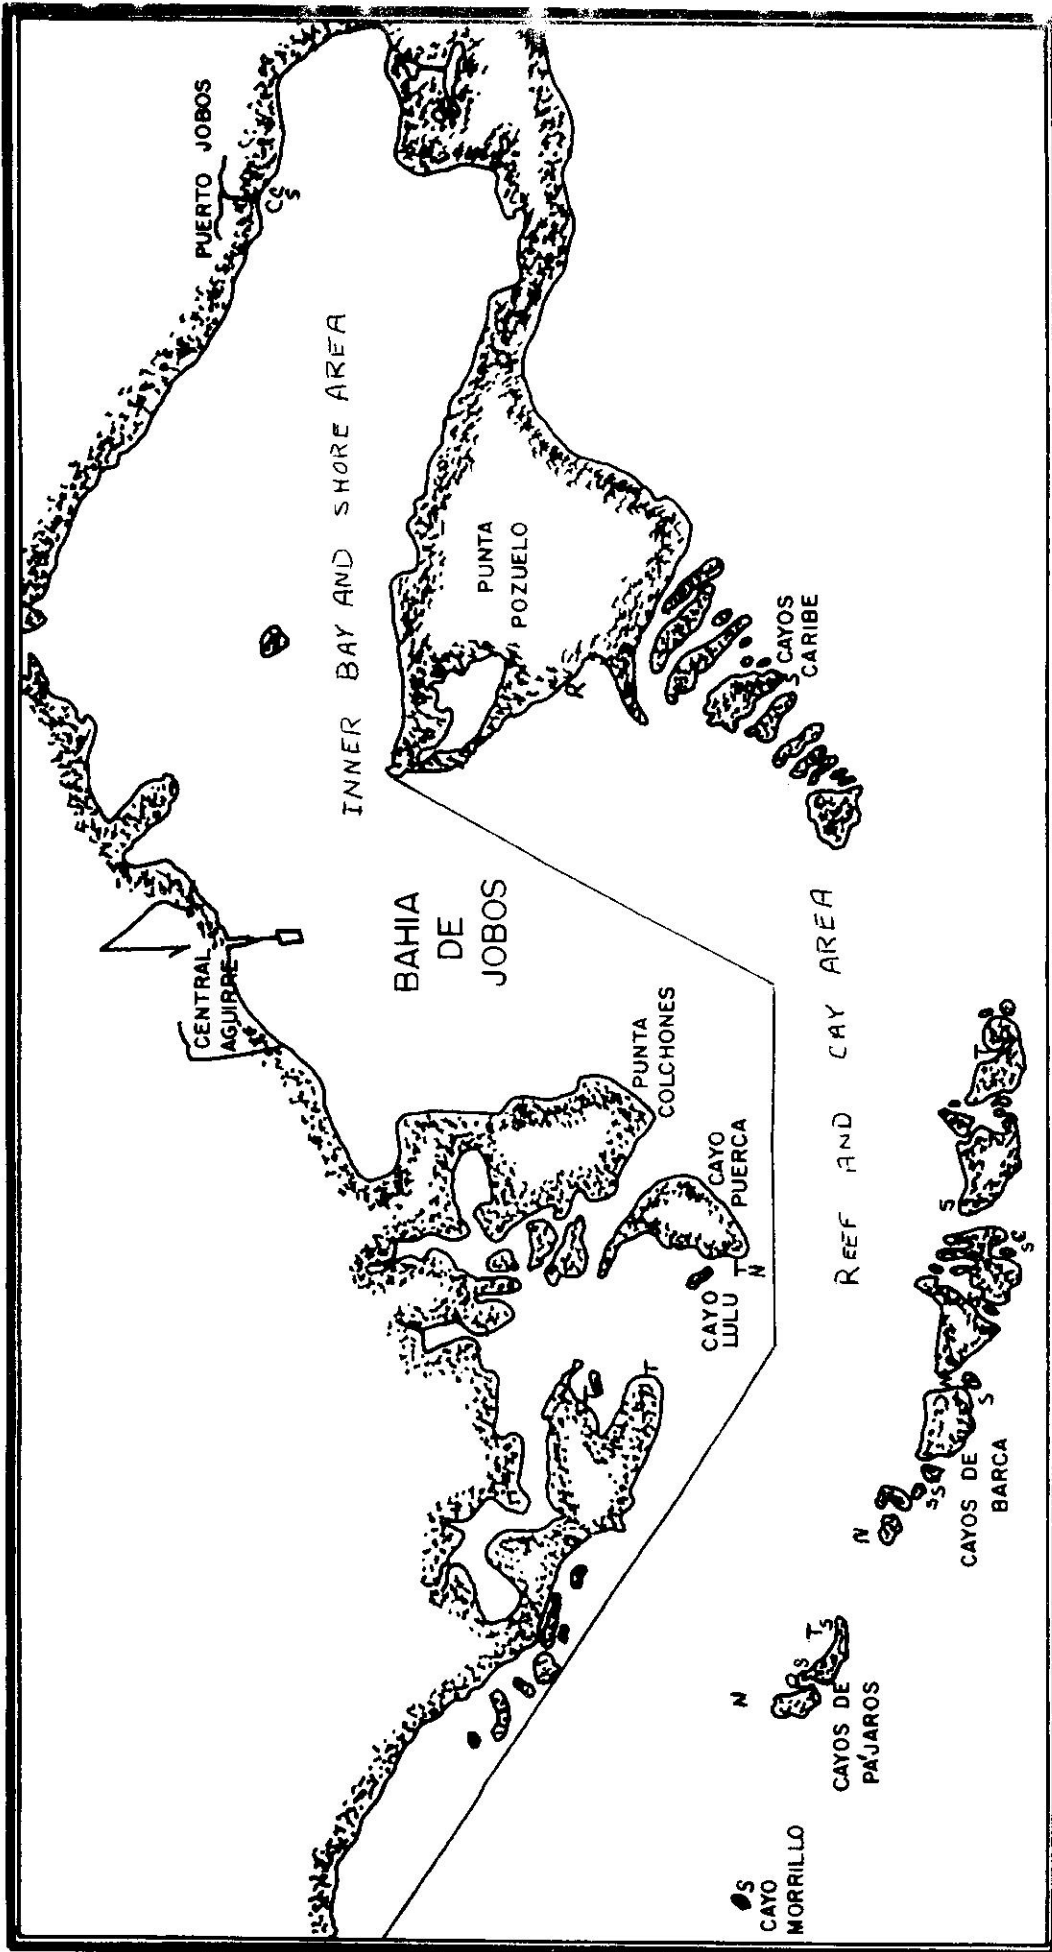 PUERTO JOBOS
CG
S
INNER BAY AND SHORE AREA
CENTRAL
AGUIRRE
BAHIA
DE
JOBOS
PUNTA
POZUELO
R
S
CAYOS
CARIBE
PUNTA
COLCHONES
CAYO
PUERCA
T
N
CAYO
LULU
T
REEF AND CAY AREA
T
S
S C
S
S S
N
CAYOS DE
BARCA
N
S
T S
CAYOS DE
PÁJAROS
S
CAYO
MORRILLO